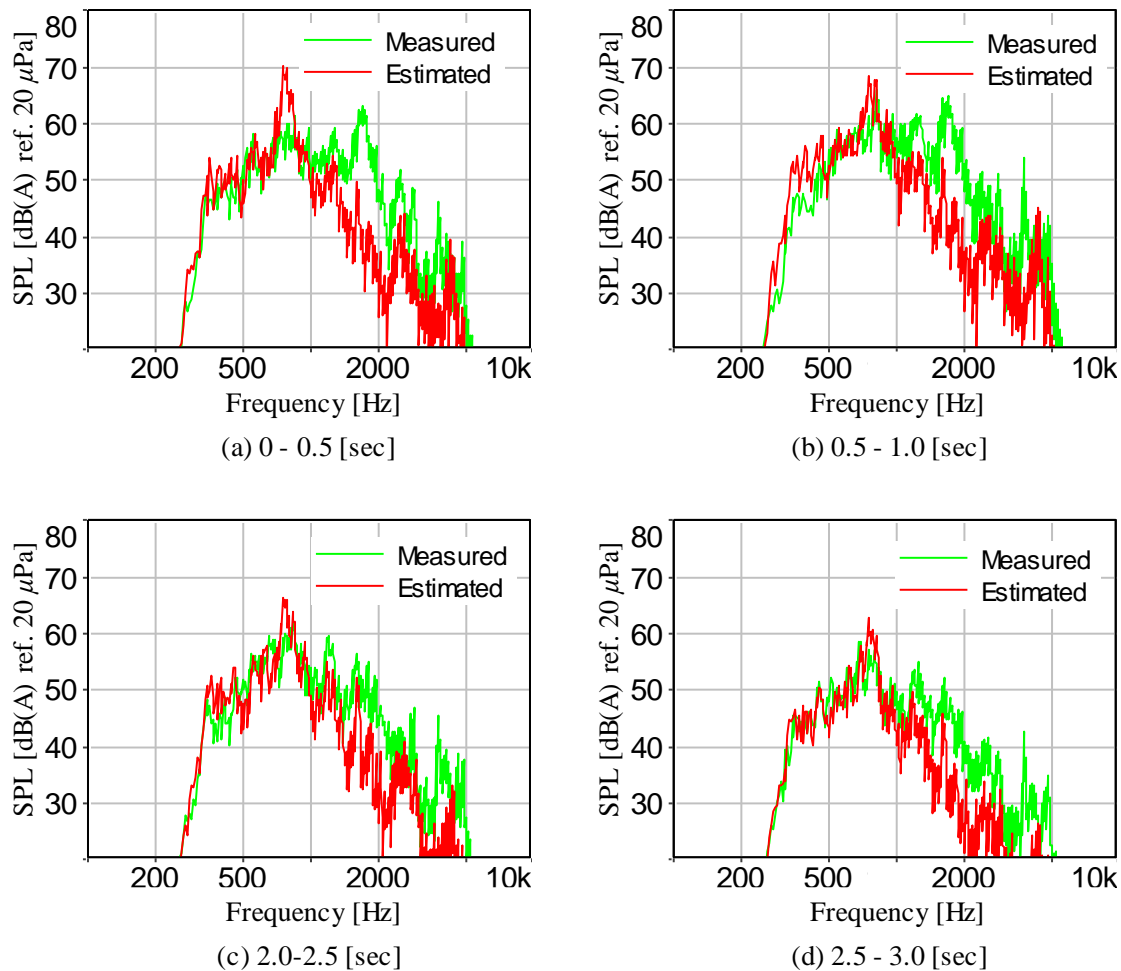 80
70
60
50
40
30
SPL [dB(A) ref. 20 μPa]
Measured
Estimated
200
500
2000
10k
Frequency [Hz]
(a) 0 - 0.5 [sec]
80
70
60
50
40
30
SPL [dB(A) ref. 20 μPa]
Measured
Estimated
200
500
2000
10k
Frequency [Hz]
(b) 0.5 - 1.0 [sec]
80
70
60
50
40
30
SPL [dB(A) ref. 20 μPa]
Measured
Estimated
200
500
2000
10k
Frequency [Hz]
(c) 2.0-2.5 [sec]
80
70
60
50
40
30
SPL [dB(A) ref. 20 μPa]
Measured
Estimated
200
500
2000
10k
Frequency [Hz]
(d) 2.5 - 3.0 [sec]